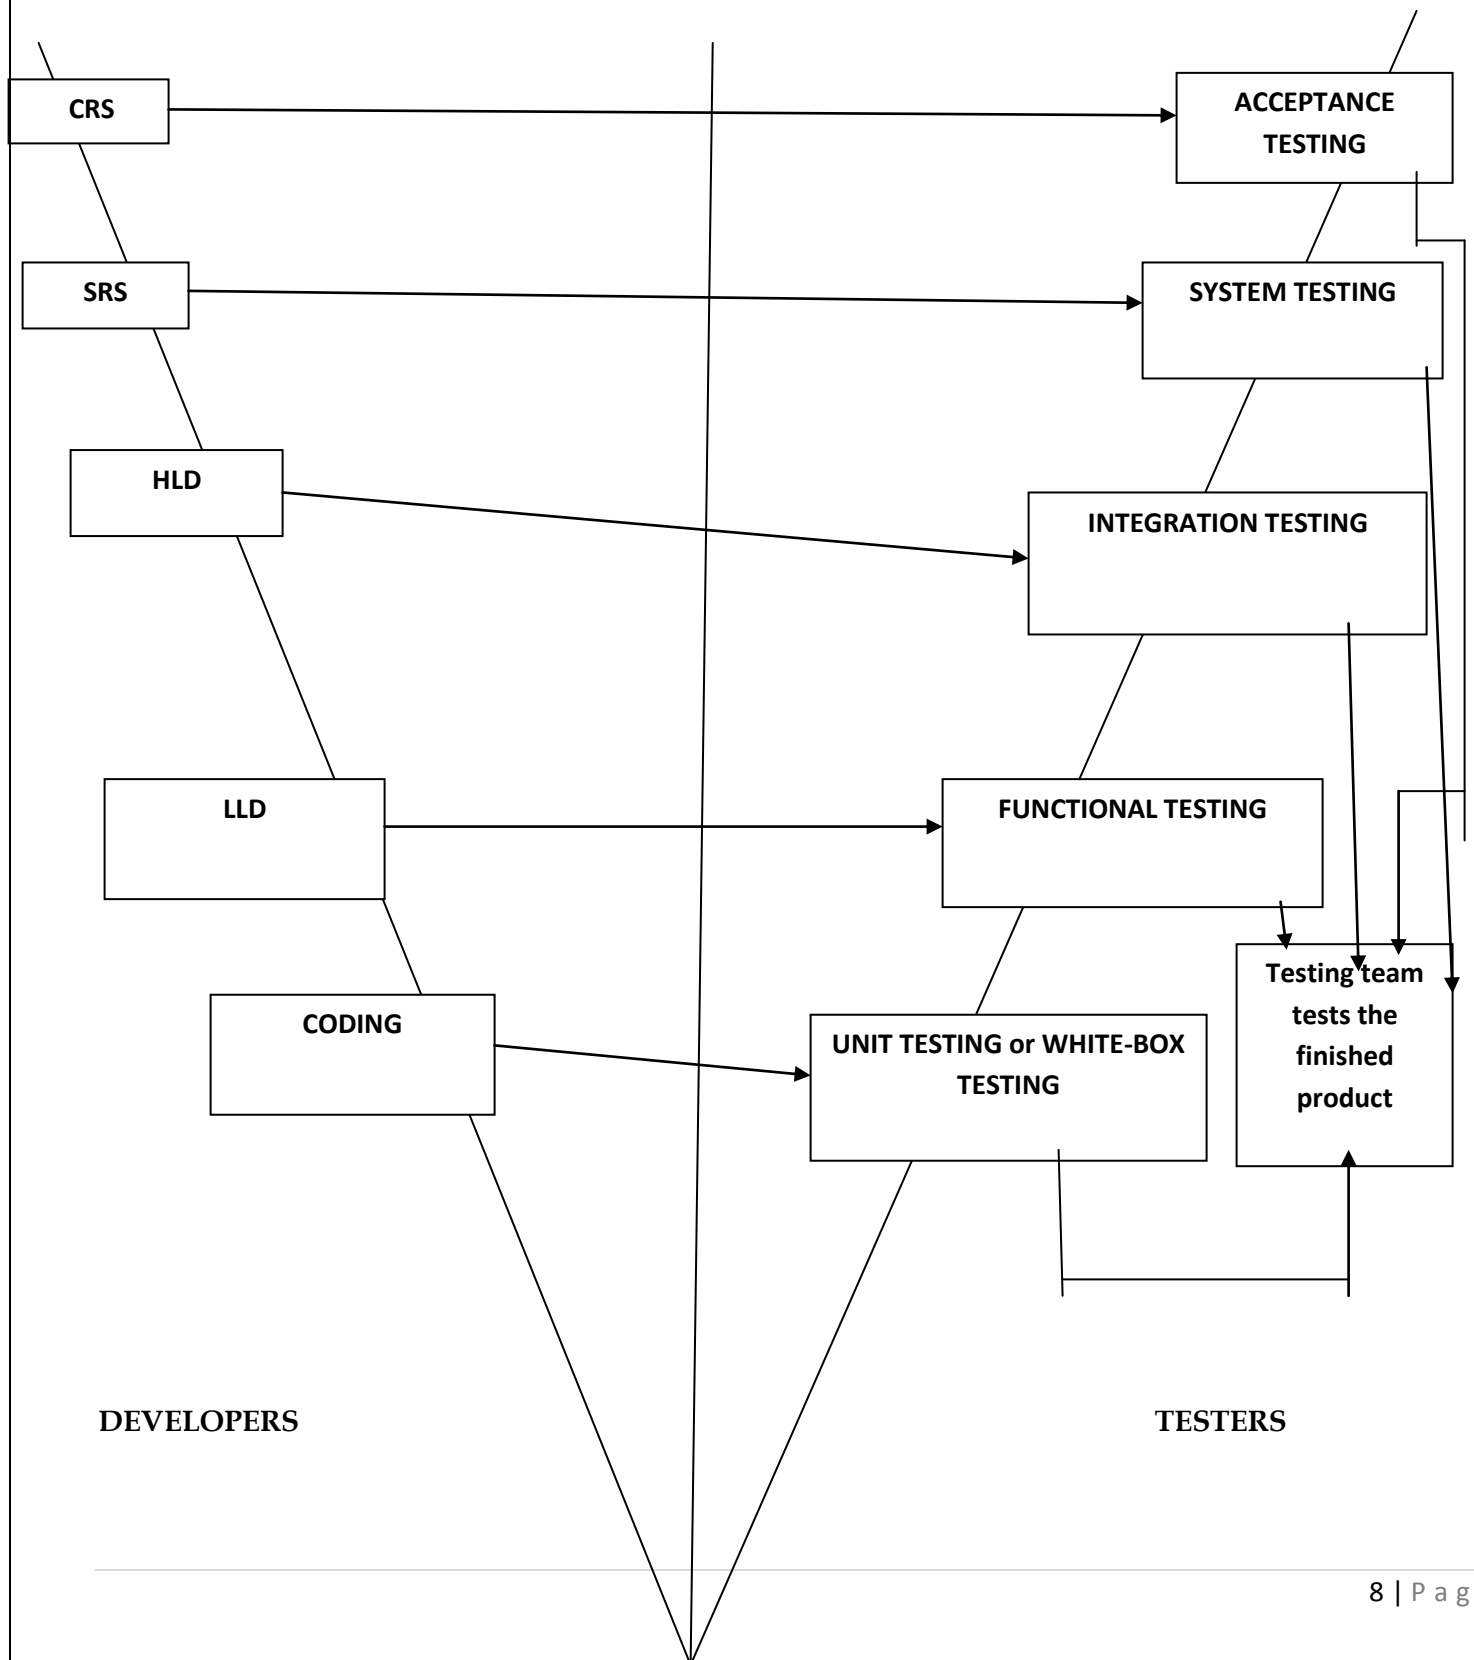 CRS
ACCEPTANCE
TESTING
SRS
SYSTEM TESTING
HLD
INTEGRATION TESTING
LLD
FUNCTIONAL TESTING
Testing team
tests the
finished
product
CODING
UNIT TESTING or WHITE-BOX
TESTING
DEVELOPERS
TESTERS
8 | P a g